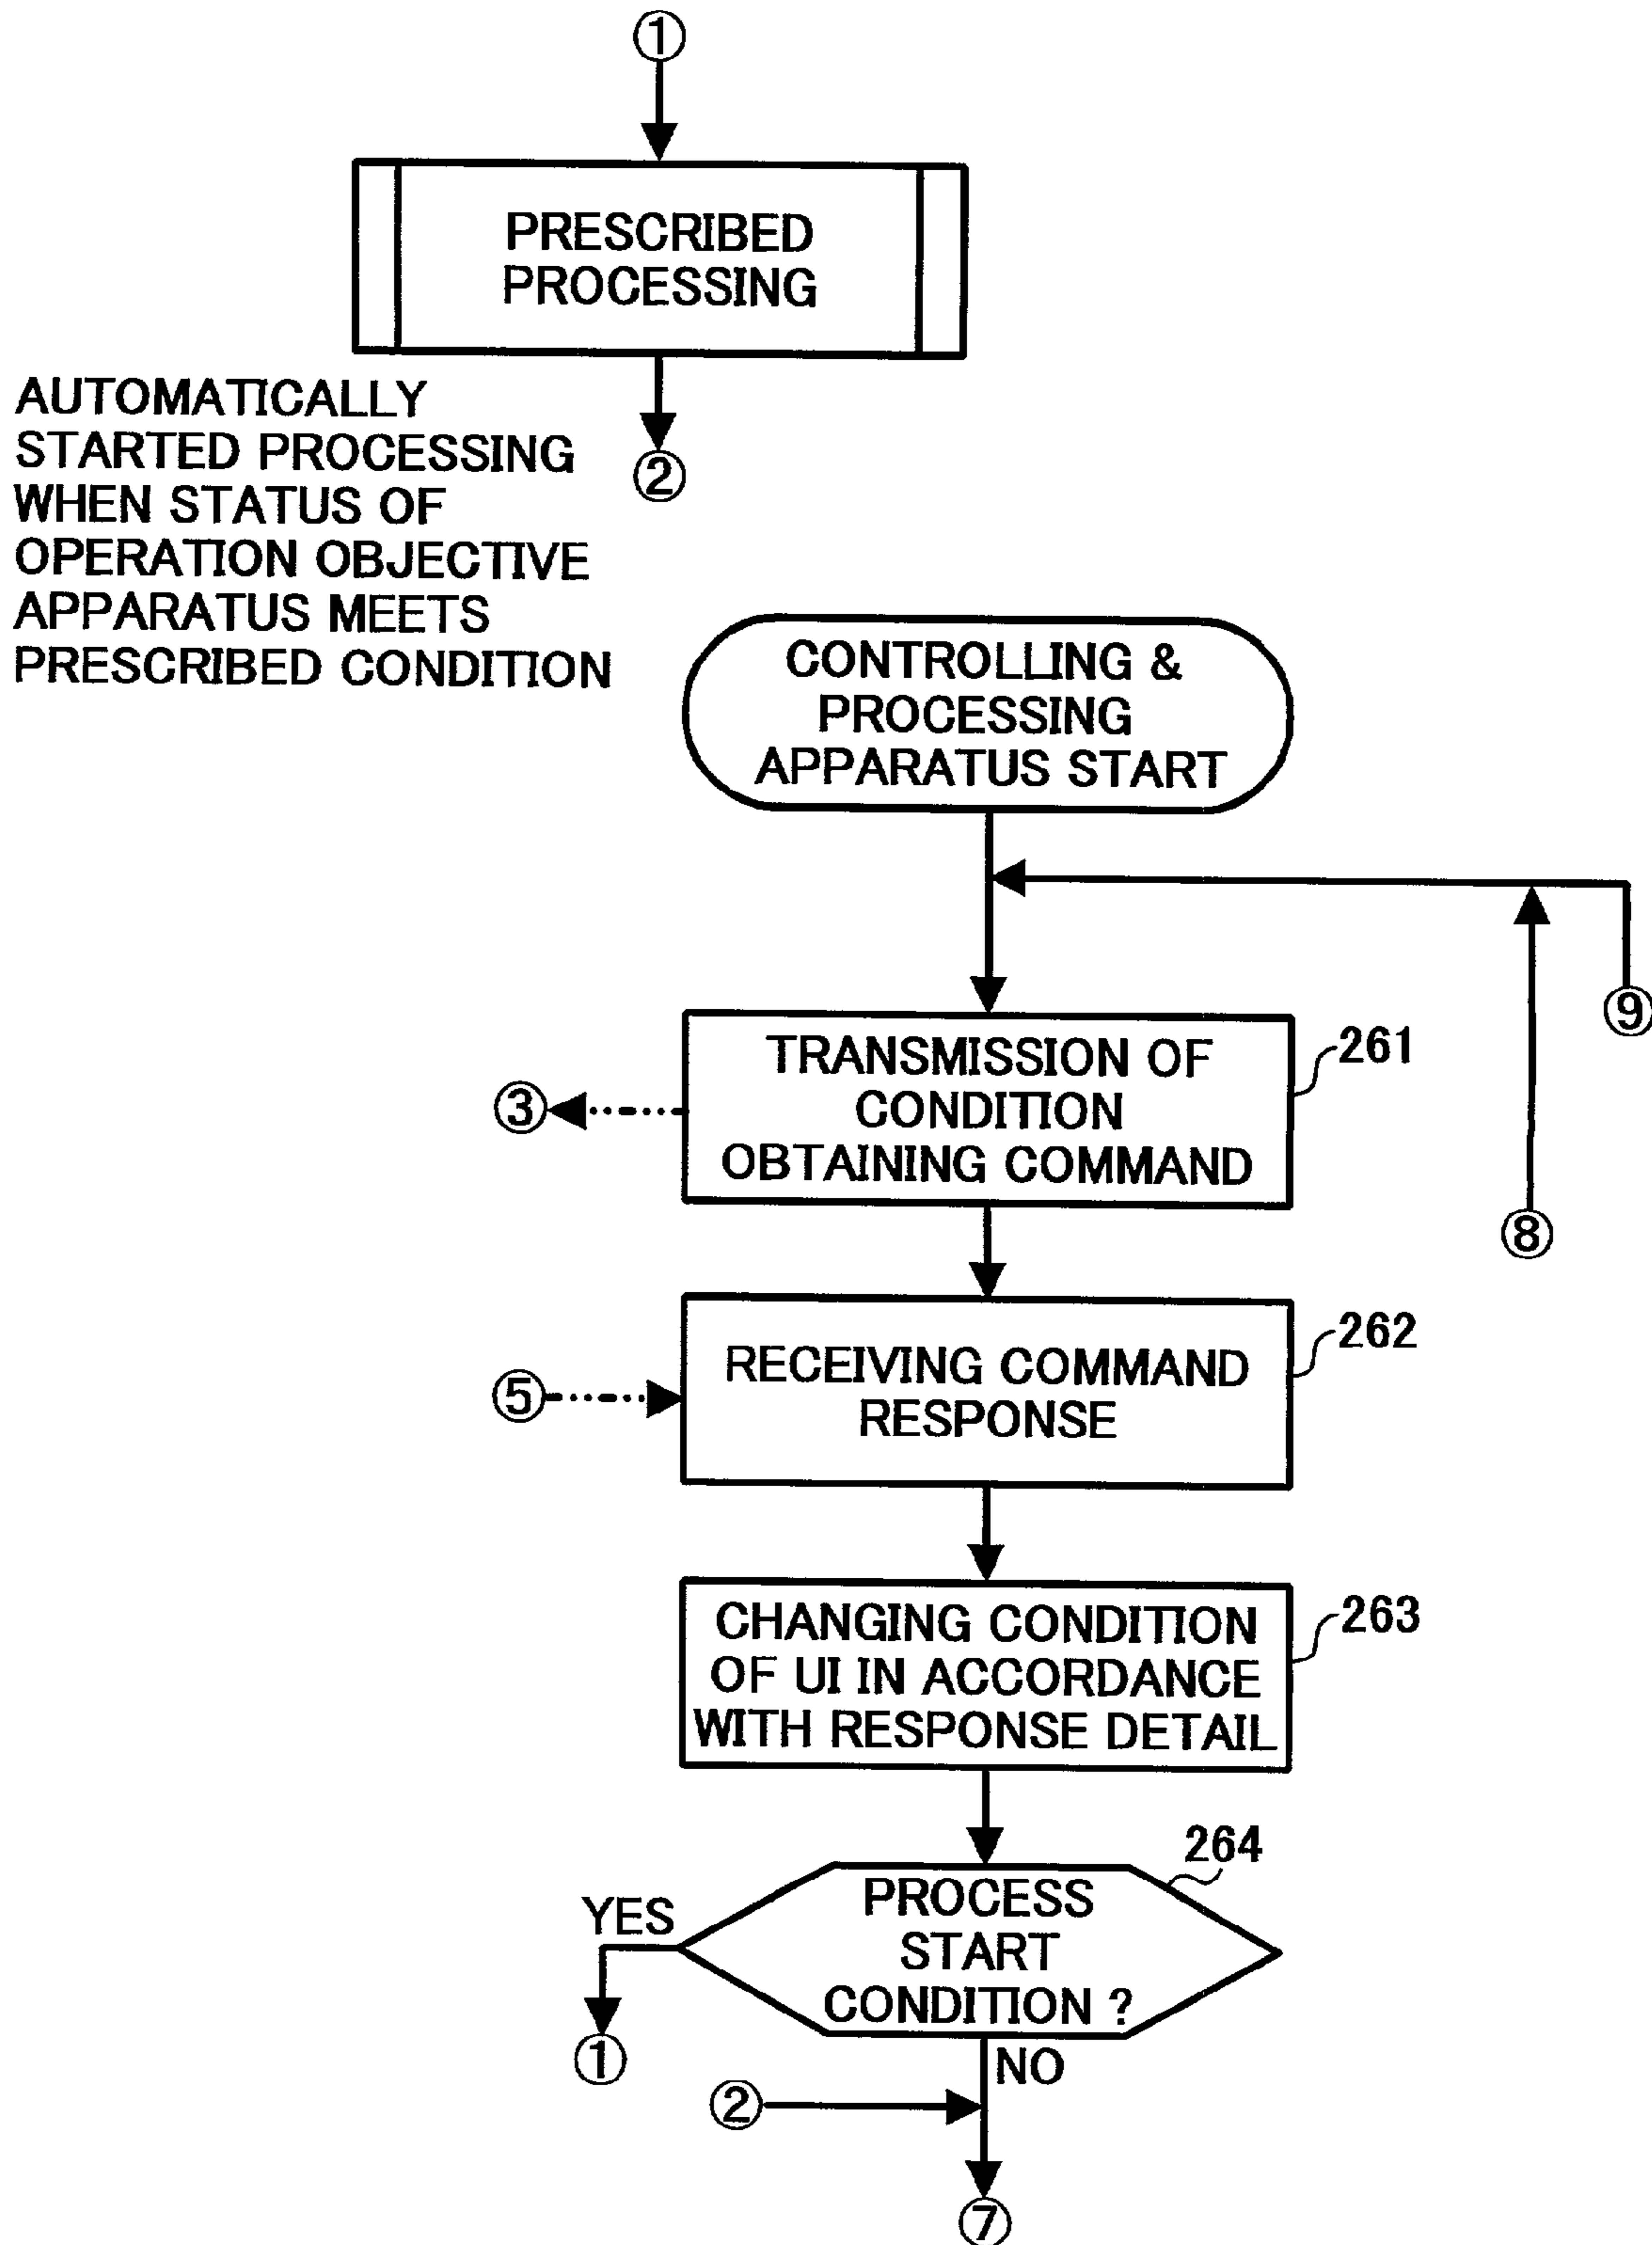 ①
PRESCRIBED
PROCESSING
②
AUTOMATICALLY
STARTED PROCESSING
WHEN STATUS OF
OPERATION OBJECTIVE
APPARATUS MEETS
PRESCRIBED CONDITION
CONTROLLING &
PROCESSING
APPARATUS START
⑨
261
TRANSMISSION OF
CONDITION
OBTAINING COMMAND
③
⑧
262
RECEIVING COMMAND
RESPONSE
⑤
263
CHANGING CONDITION
OF UI IN ACCORDANCE
WITH RESPONSE DETAIL
264
PROCESS
START
CONDITION ?
YES
①
NO
②
⑦